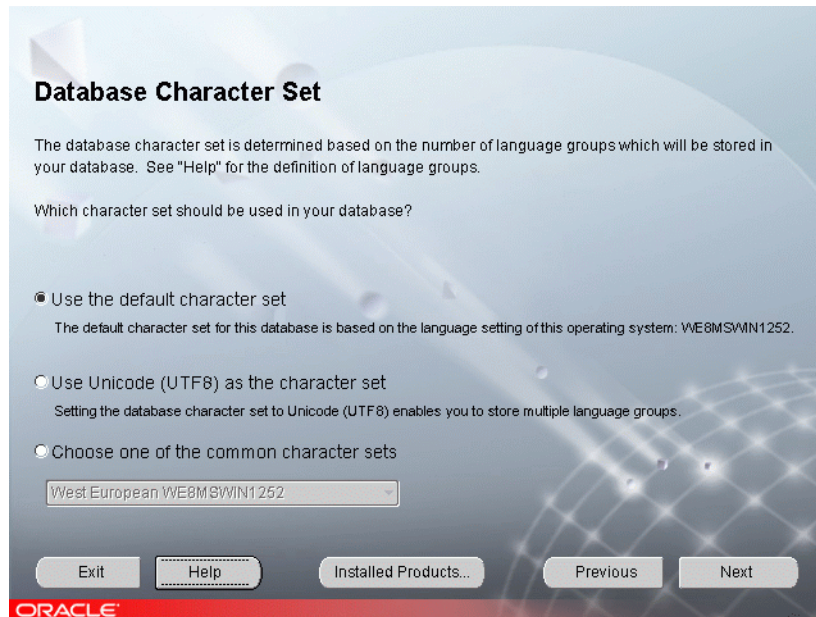 Database Character Set
The database character set is determined based on the number of language groups which will be stored in
your database. See "Help" for the definition of language groups.
Which character set should be used in your database?
Use the default character set
The default character set for this database is based on the language setting of this operating system: WE8MSWIN1252.
Use Unicode (UTF8) as the character set
Setting the database character set to Unicode (UTF8) enables you to store multiple language groups.
Choose one of the common character sets
West European WE8MSWIN1252
Exit Help Installed Products... Previous Next
ORACLE